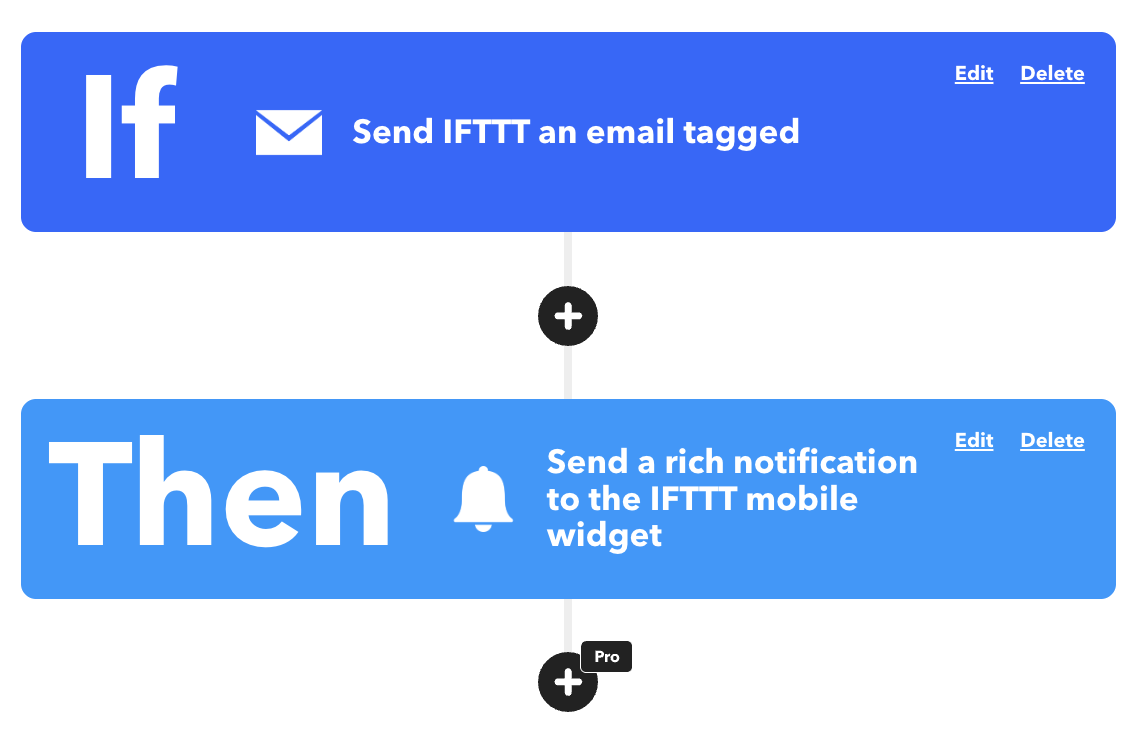 If
Send IFTTT an email tagged
Edit Delete
Then
Send a rich notification
to the IFTTT mobile
widget
Edit Delete
Pro